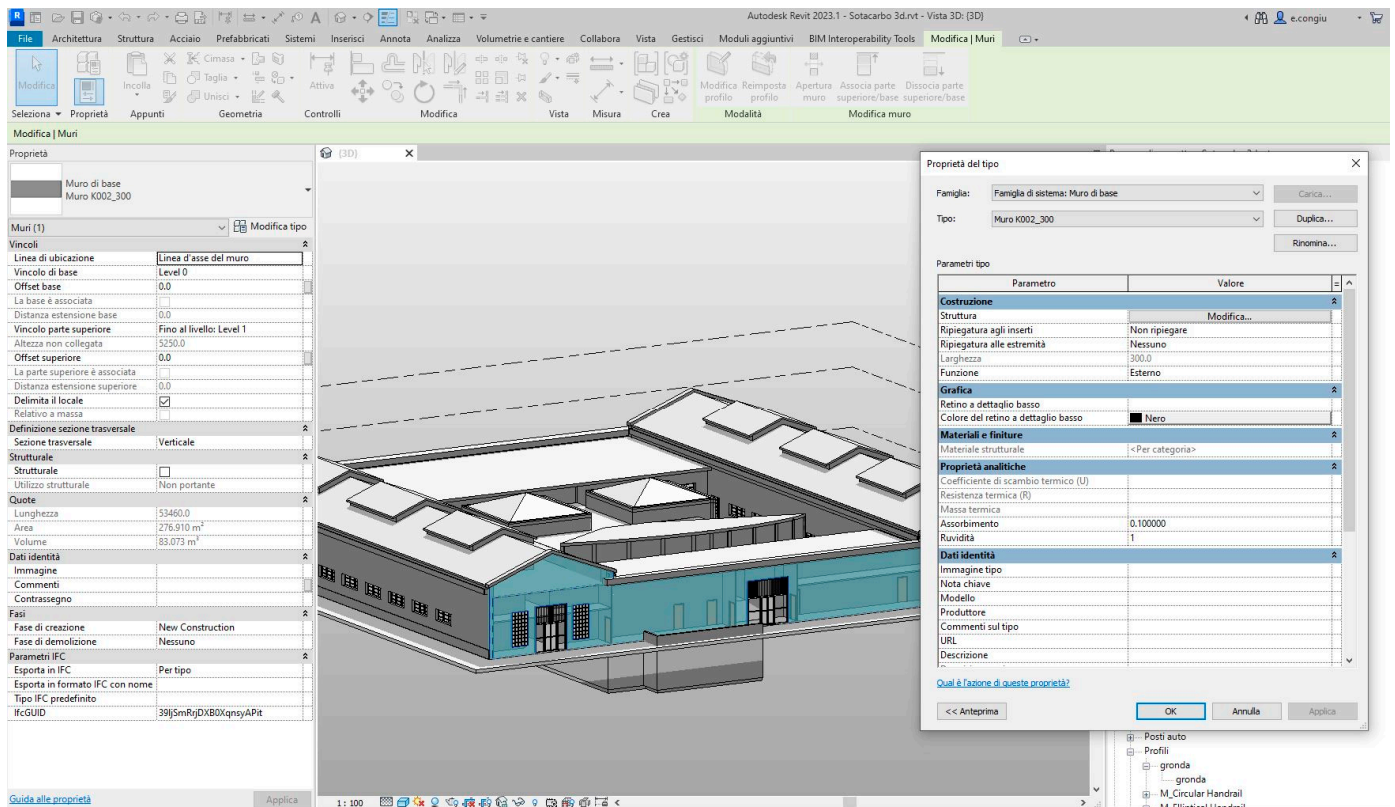 Autodesk Revit 2023.1 - Sotacarbo 3d.rvt - Vista 3D: {3D}
e.congiu
File Architettura Struttura Acciaio Prefabbricati Sistemi Inserisci Annota Analizza Volumetrie e cantiere Collabora Vista Gestisci Moduli aggiuntivi BIM Interoperability Tools Modifica | Muri
Modifica
Incolla
Cimasa
Taglia
Unisci
Attiva
Modifica profilo
Reimposta profilo
Apertura muro
Associa parte superiore/base
Dissocia parte superiore/base
Seleziona Proprietà Appunti Geometria Controlli Modifica Vista Misura Crea Modalità Modifica muro
Modifica | Muri
Proprietà
Muro di base
Muro K002_300
Muri (1) Modifica tipo
Vincoli
Linea di ubicazione Linea d'asse del muro
Vincolo di base Level 0
Offset base 0.0
La base è associata
Distanza estensione base 0.0
Vincolo parte superiore Fino al livello: Level 1
Altezza non collegata 5250.0
Offset superiore 0.0
La parte superiore è associata
Distanza estensione superiore 0.0
Delimita il locale
Relativo a massa
Definizione sezione trasversale
Sezione trasversale Verticale
Strutturale
Strutturale
Utilizzo strutturale Non portante
Quote
Lunghezza 53460.0
Area 276.910 m²
Volume 83.073 m³
Dati identità
Immagine
Commenti
Contrassegno
Fasi
Fase di creazione New Construction
Fase di demolizione Nessuno
Parametri IFC
Esporta in IFC Per tipo
Esporta in formato IFC con nome
Tipo IFC predefinito
IfcGUID 39IjSmRrjDXB0XqnsyAPit
Guida alle proprietà Applica
{3D}
1 : 100
Proprietà del tipo
Famiglia: Famiglia di sistema: Muro di base Carica...
Tipo: Muro K002_300 Duplica...
Rinomina...
Parametri tipo
Parametro Valore =
Costruzione
Struttura Modifica...
Ripiegatura agli inserti Non ripiegare
Ripiegatura alle estremità Nessuno
Larghezza 300.0
Funzione Esterno
Grafica
Retino a dettaglio basso
Colore del retino a dettaglio basso Nero
Materiali e finiture
Materiale strutturale <Per categoria>
Proprietà analitiche
Coefficiente di scambio termico (U)
Resistenza termica (R)
Massa termica
Assorbimento 0.100000
Ruvidità 1
Dati identità
Immagine tipo
Nota chiave
Modello
Produttore
Commenti sul tipo
URL
Descrizione
Qual è l'azione di queste proprietà?
<< Anteprima OK Annulla Applica
Posti auto
Profili
gronda
gronda
M_Circular Handrail
M_Elliptical Handrail